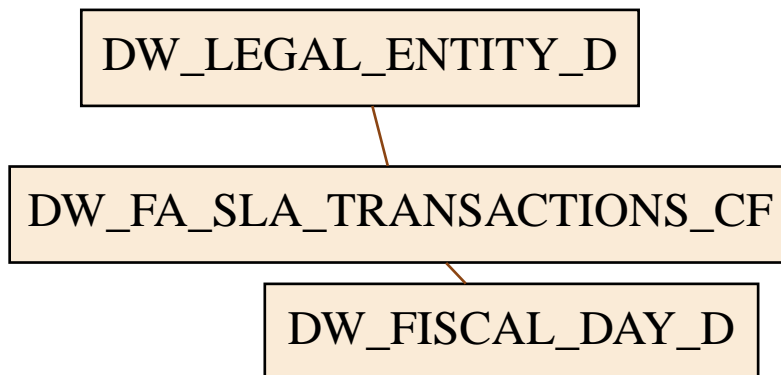 DW_LEGAL_ENTITY_D
DW_FA_SLA_TRANSACTIONS_CF
DW_FISCAL_DAY_D